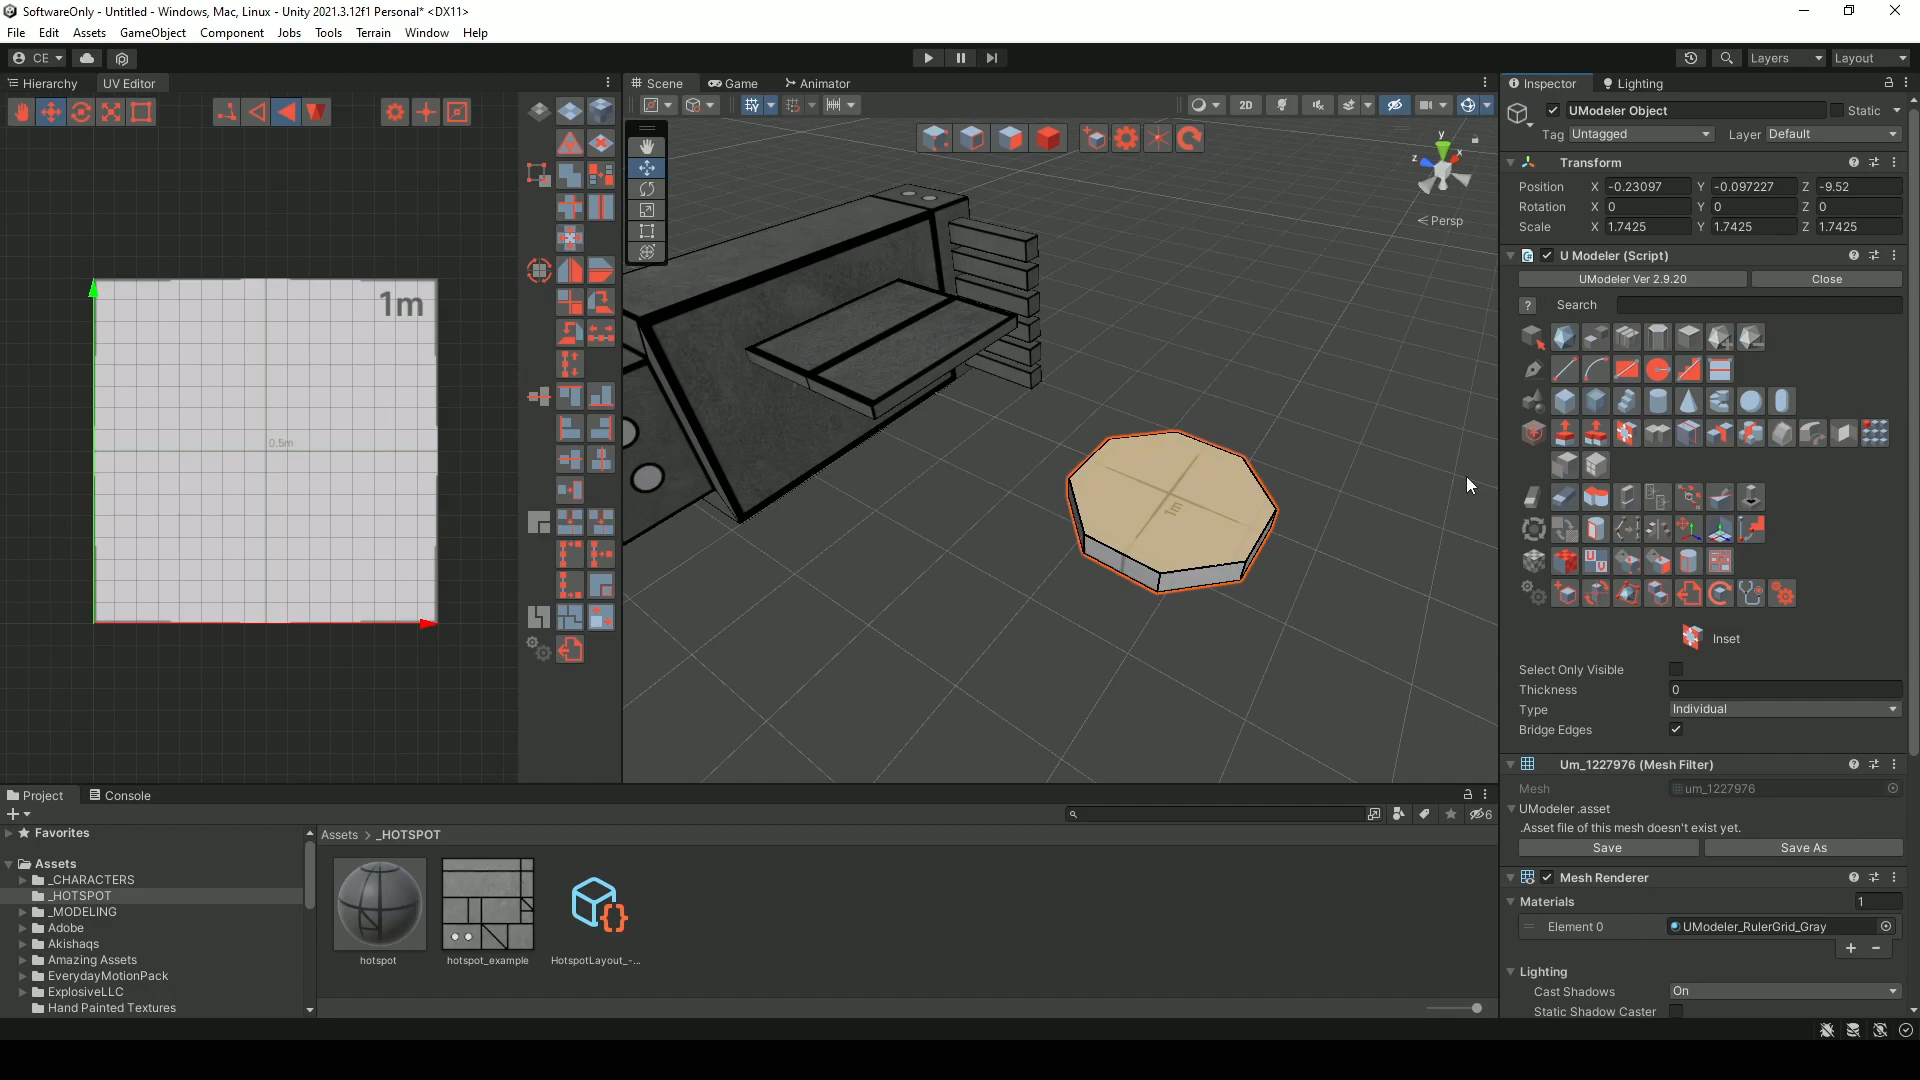 SoftwareOnly - Untitled - Windows, Mac, Linux - Unity 2021.3.12f1 Personal* <DX11>
File Edit Assets GameObject Component Jobs Tools Terrain Window Help
CE Layers Layout
Hierarchy UV Editor
Scene Game Animator
Inspector Lighting
2D
UModeler Object Static
Tag Untagged Layer Default
y
x
z
Persp
Transform
Position X -0.23097 Y -0.097227 Z -9.52
Rotation X 0 Y 0 Z 0
Scale X 1.7425 Y 1.7425 Z 1.7425
U Modeler (Script)
UModeler Ver 2.9.20 Close
? Search
1m
0.5m
1m
Inset
Select Only Visible
Thickness 0
Type Individual
Bridge Edges
Um_1227976 (Mesh Filter)
Mesh um_1227976
UModeler .asset
.Asset file of this mesh doesn't exist yet.
Save Save As
Mesh Renderer
Materials 1
Element 0 UModeler_RulerGrid_Gray
Lighting
Cast Shadows On
Static Shadow Caster
Project Console
6
Favorites
Assets > _HOTSPOT
Assets
_CHARACTERS
_HOTSPOT
_MODELING
Adobe
Akishaqs
Amazing Assets
EverydayMotionPack
ExplosiveLLC
Hand Painted Textures
hotspot hotspot_example HotspotLayout_-...